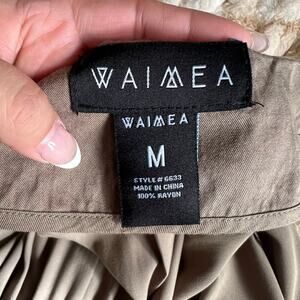 WAIMEA
WAIMEA
M
STYLE # 6633
MADE IN CHINA
100% RAYON